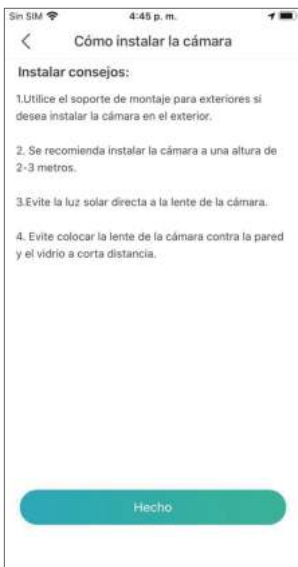 Sin SIM 4:45 p. m.
Cómo instalar la cámara
Instalar consejos:
1.Utilice el soporte de montaje para exteriores si
desea instalar la cámara en el exterior.
2. Se recomienda instalar la cámara a una altura de
2-3 metros.
3.Evite la luz solar directa a la lente de la cámara.
4. Evite colocar la lente de la cámara contra la pared
y el vidrio a corta distancia.
Hecho